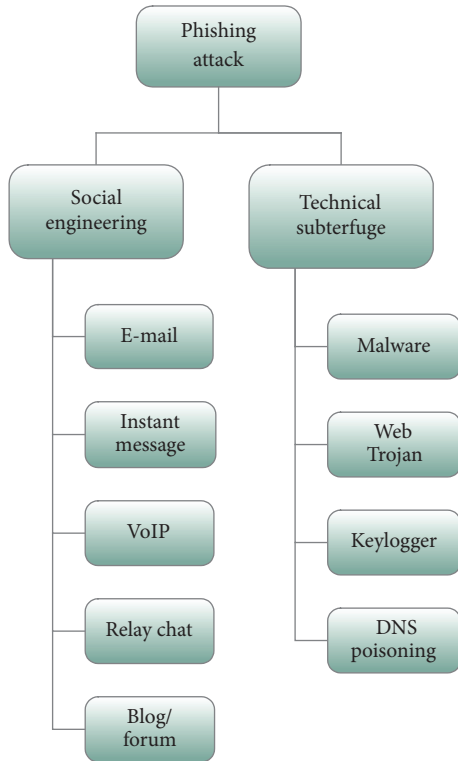 Phishing
attack
Social
engineering
E-mail
Instant
message
VoIP
Relay chat
Blog/
forum
Technical
subterfuge
Malware
Web
Trojan
Keylogger
DNS
poisoning